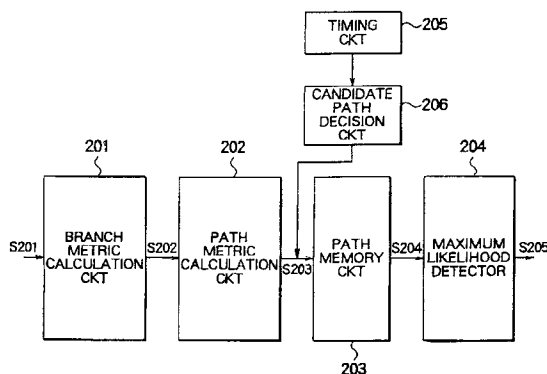 TIMING
CKT
205
CANDIDATE
PATH
DECISION
CKT
206
201
202
204
S201
BRANCH
METRIC
CALCULATION
CKT
S202
PATH
METRIC
CALCULATION
CKT
S203
PATH
MEMORY
CKT
S204
MAXIMUM
LIKELIHOOD
DETECTOR
S205
203